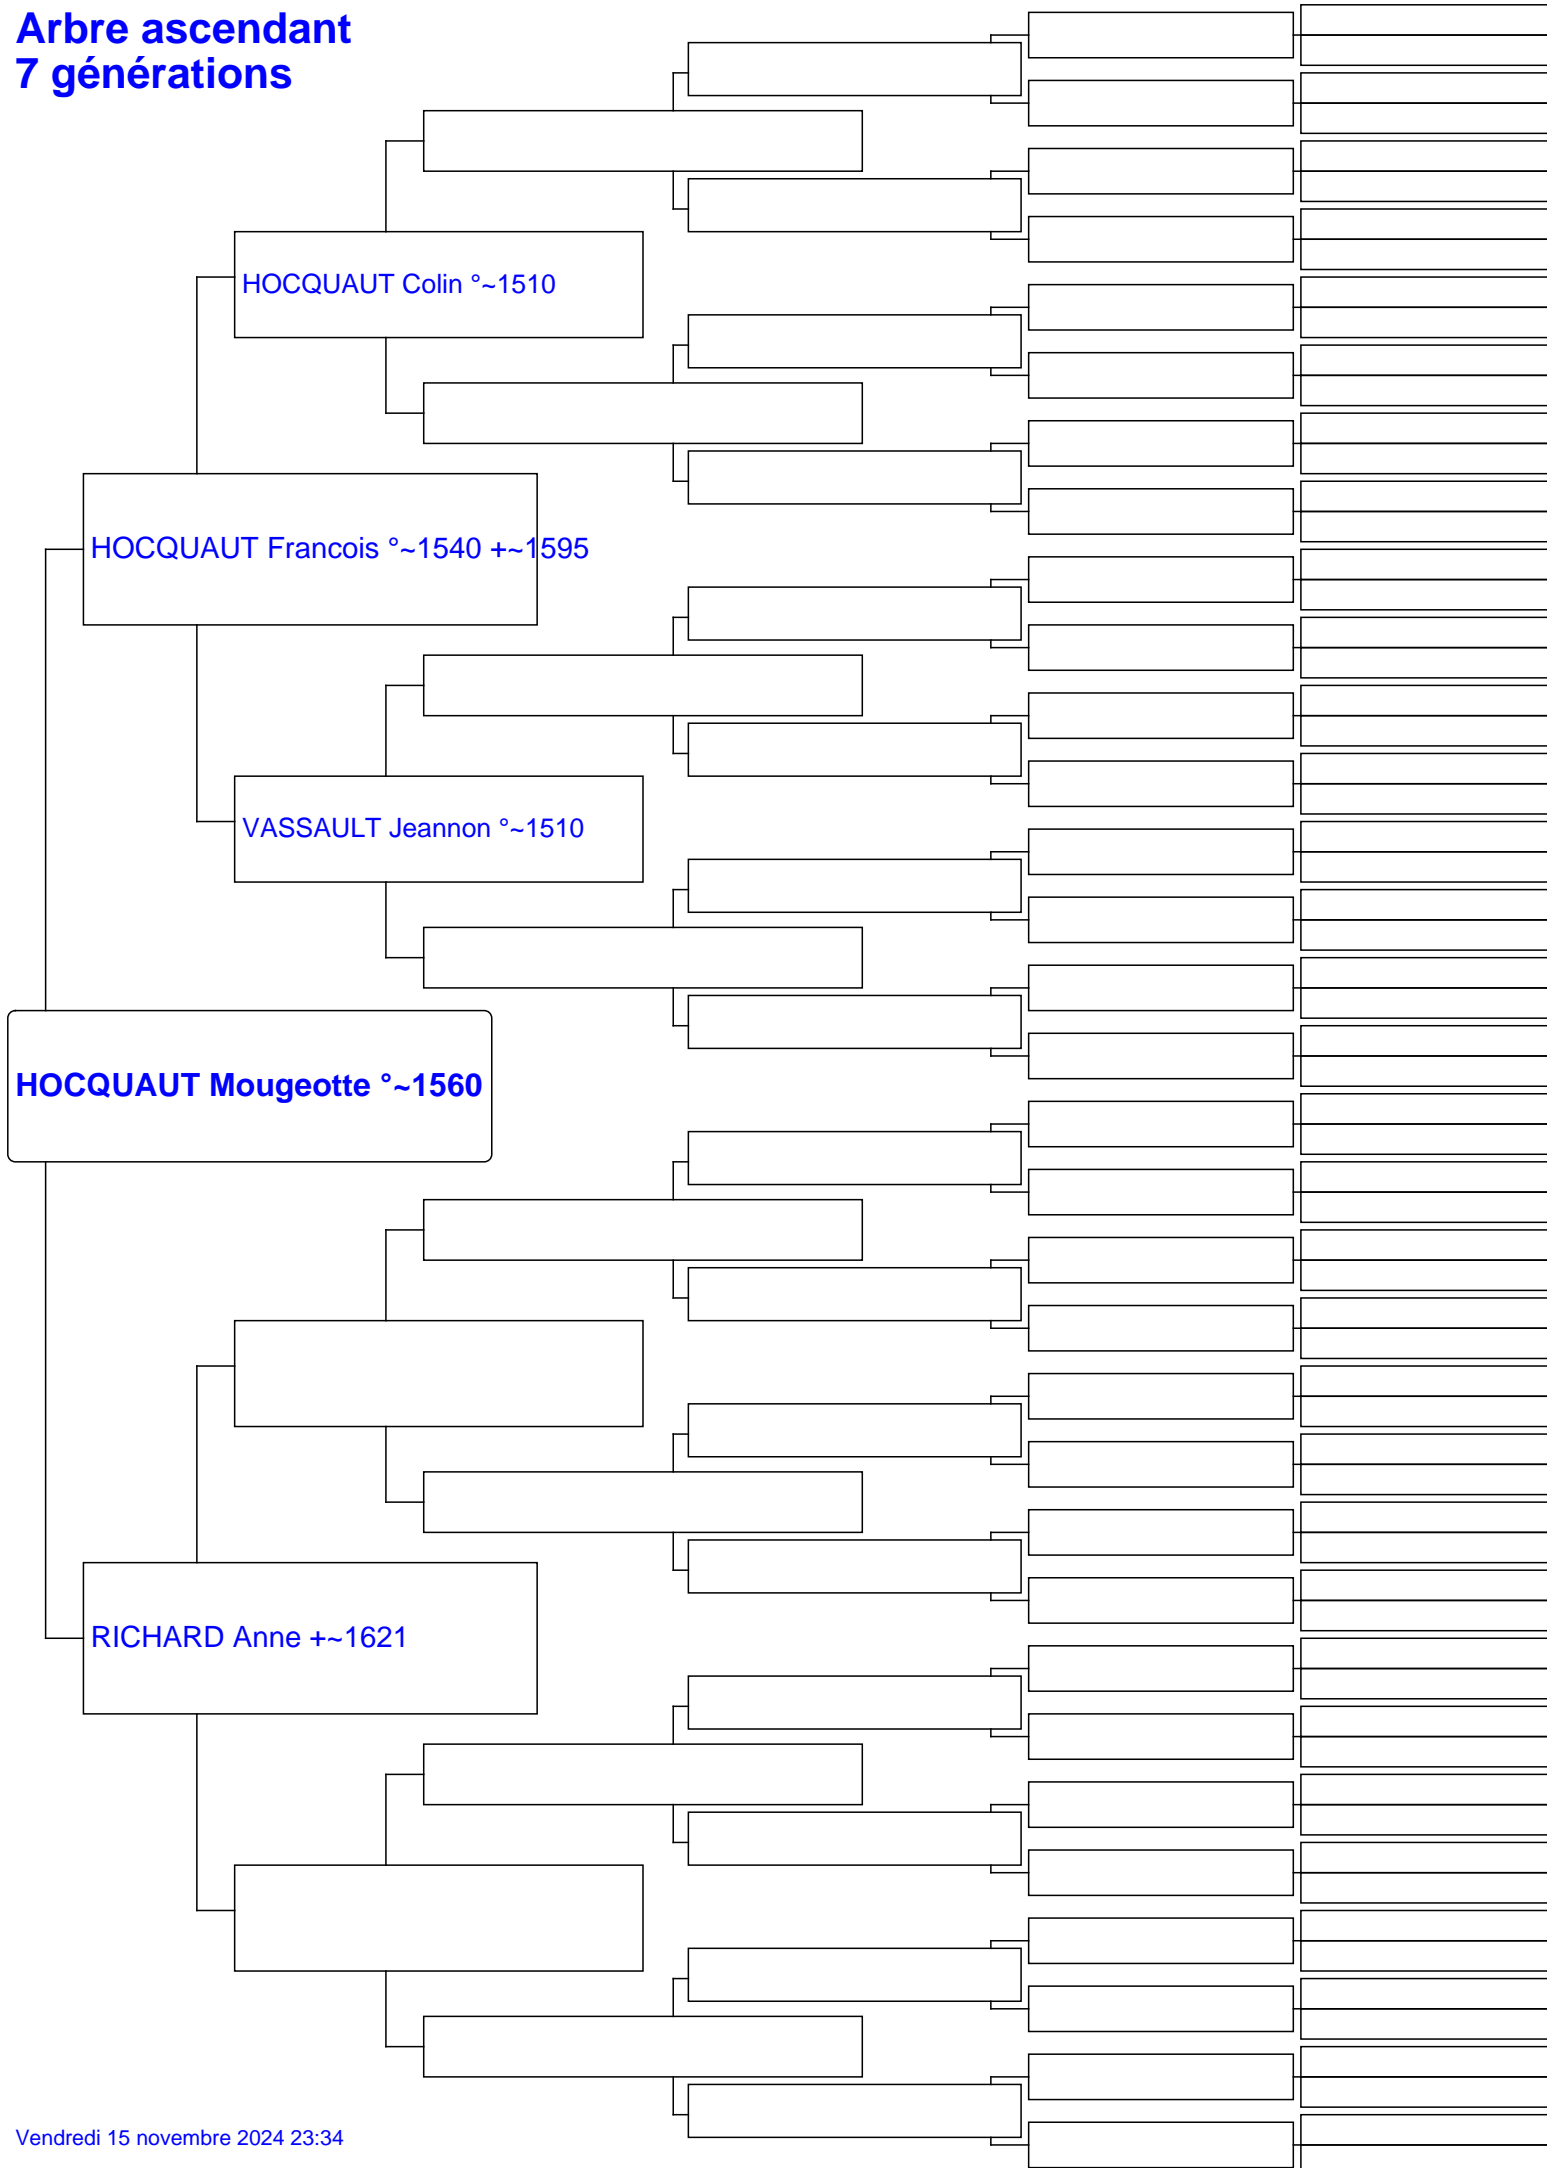 Arbre ascendant
7 générations
HOCQUAUT Colin °~1510
HOCQUAUT Francois °~1540 +~1595
VASSAULT Jeannon °~1510
HOCQUAUT Mougeotte °~1560
RICHARD Anne +~1621
Vendredi 15 novembre 2024 23:34